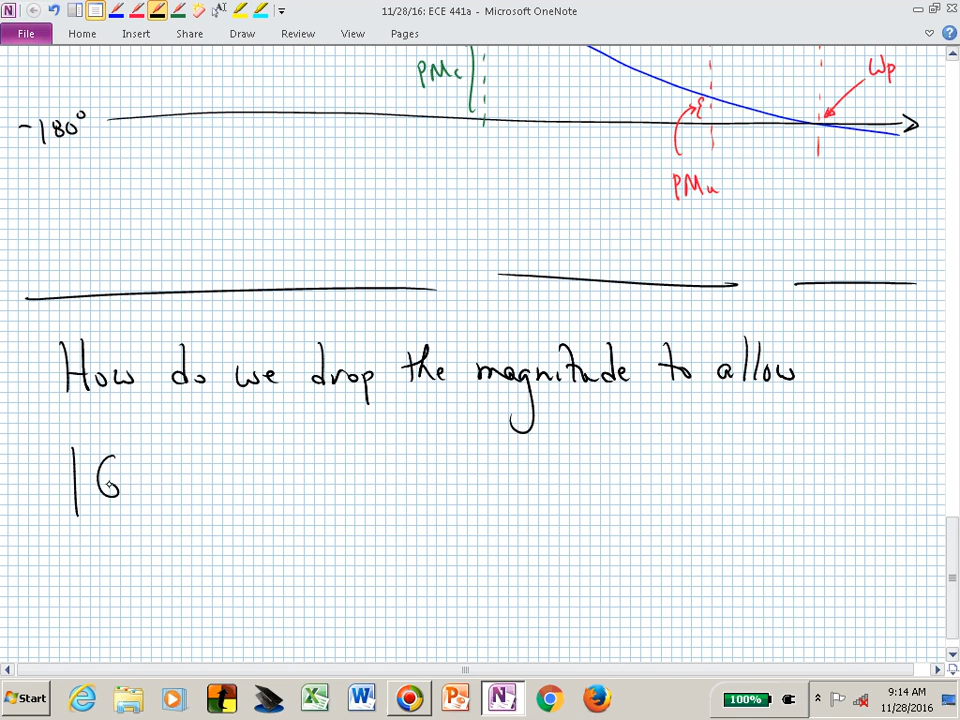 11/28/16: ECE 441a - Microsoft OneNote
File Home Insert Share Draw Review View Pages
PMc
Wp
-180°
PMu
How do we drop the magnitude to allow
|G
Start
100%
9:14 AM
11/28/2016